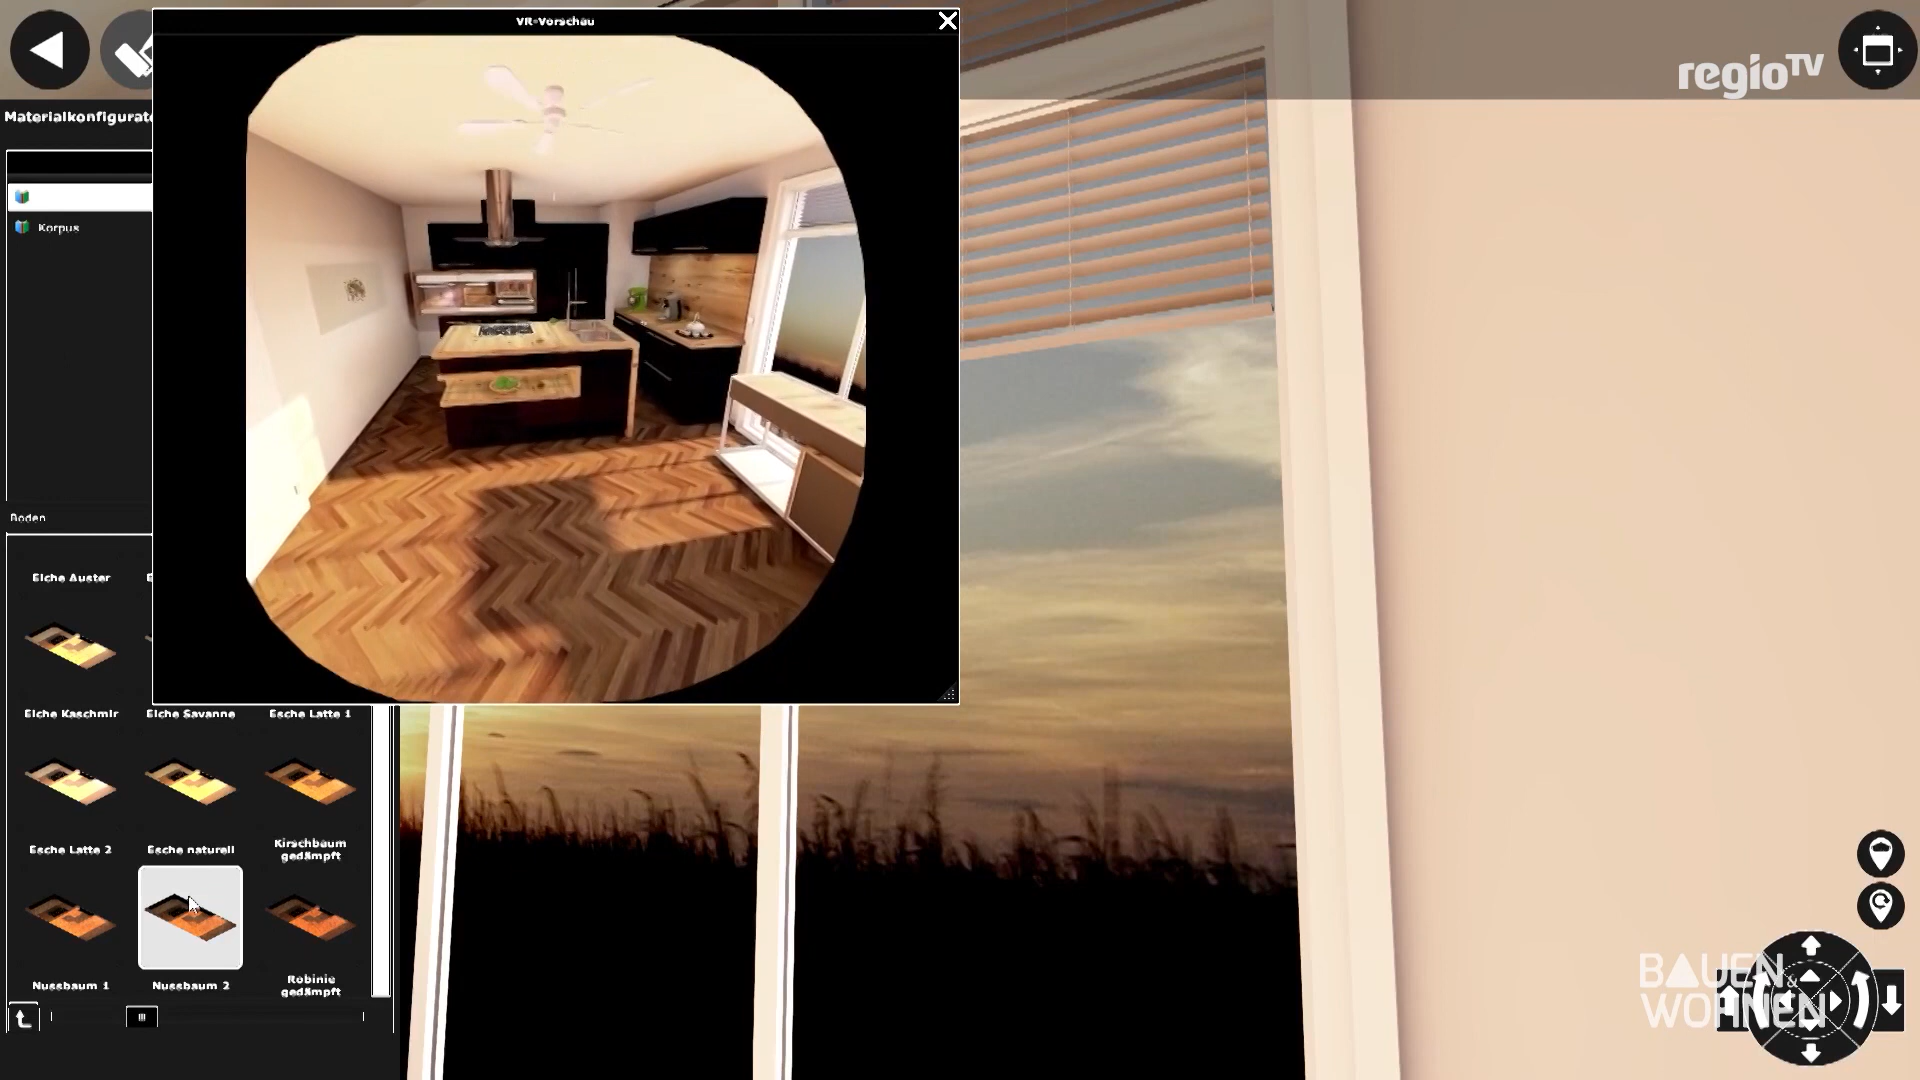 VR-Vorschau
regioTV
Materialkonfigurat
Korpus
Boden
Eiche Auster
Eiche Kaschmir
Eiche Savanne
Esche Latte 1
Esche Latte 2
Esche naturell
Kirschbaum
gedämpft
Nussbaum 1
Nussbaum 2
Robinie
gedämpft
BAUEN &
WOHNEN